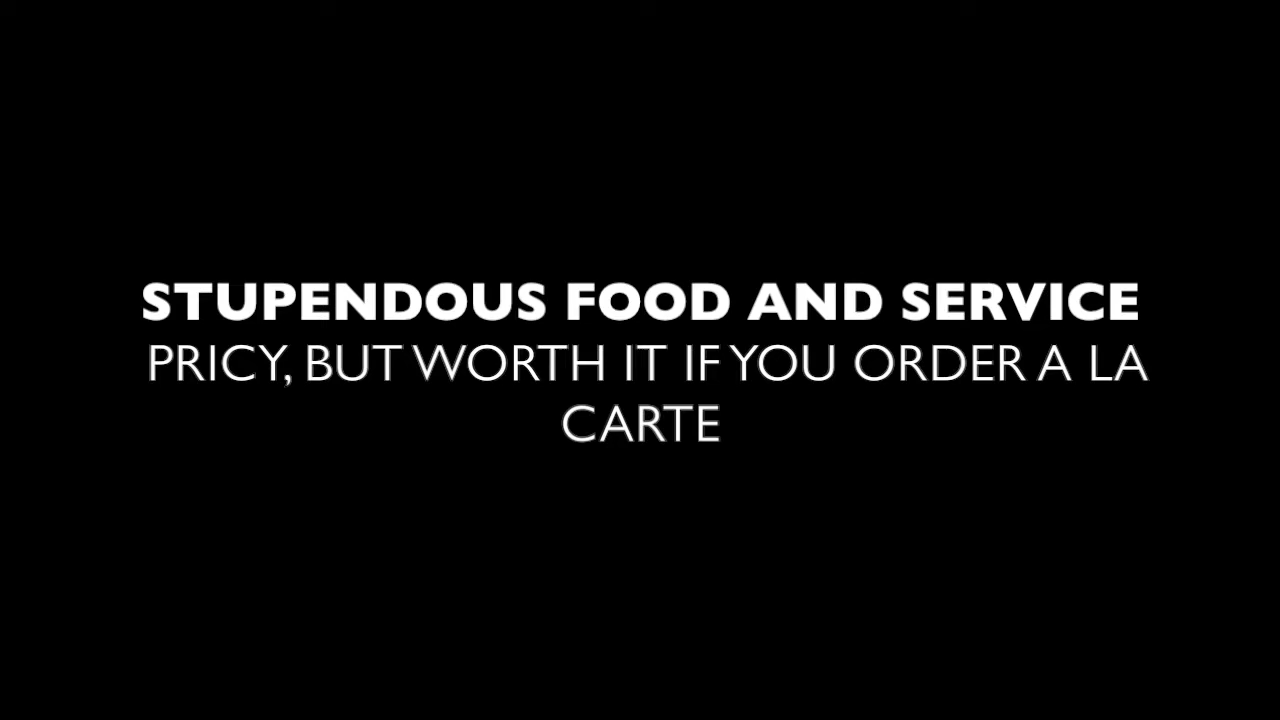 STUPENDOUS FOOD AND SERVICE
PRICY, BUT WORTH IT IF YOU ORDER A LA
CARTE